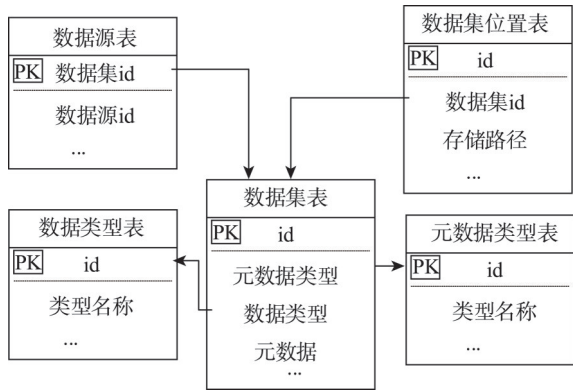 数据源表
PK 数据集id
数据源id
...
数据集位置表
PK id
数据集id
存储路径
...
数据集表
PK id
元数据类型
数据类型
元数据
...
数据类型表
PK id
类型名称
...
元数据类型表
PK id
类型名称
...